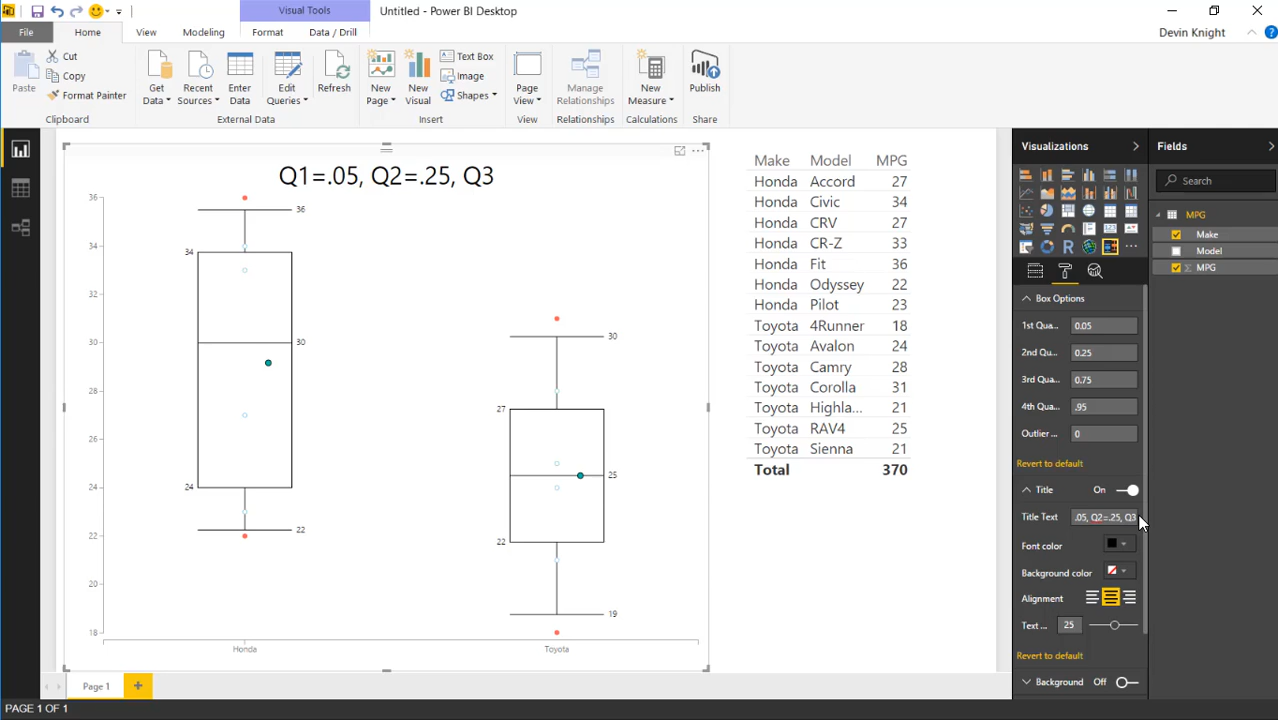 Visual Tools
Untitled - Power BI Desktop
File
Home
View
Modeling
Format
Data / Drill
Devin Knight
Paste
Cut
Copy
Format Painter
Clipboard
Get Data
Recent Sources
Enter Data
Edit Queries
Refresh
External Data
New Page
New Visual
Text Box
Image
Shapes
Insert
Page View
View
Manage Relationships
Relationships
New Measure
Calculations
Publish
Share
Q1=.05, Q2=.25, Q3
36
34
32
30
28
26
24
22
20
18
36
34
30
24
22
30
27
25
22
19
Honda
Toyota
Make Model MPG
Honda Accord 27
Honda Civic 34
Honda CRV 27
Honda CR-Z 33
Honda Fit 36
Honda Odyssey 22
Honda Pilot 23
Toyota 4Runner 18
Toyota Avalon 24
Toyota Camry 28
Toyota Corolla 31
Toyota Highla... 21
Toyota RAV4 25
Toyota Sienna 21
Total 370
Visualizations
R
Box Options
1st Qua... 0.05
2nd Qua... 0.25
3rd Qua... 0.75
4th Qua... .95
Outlier ... 0
Revert to default
Title On
Title Text .05, Q2=.25, Q3
Font color
Background color
Alignment
Text ... 25
Revert to default
Background Off
Fields
Search
MPG
Make
Model
Σ MPG
Page 1
PAGE 1 OF 1